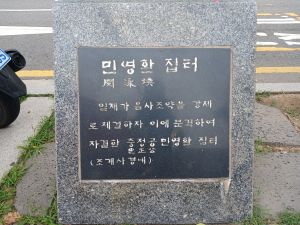 민영한 집터
閔泳煥
일제가 을사조약을 강제
로 체결하자 이에 분격하여
자결한 충정공 민영환 집터
(조계사경내)